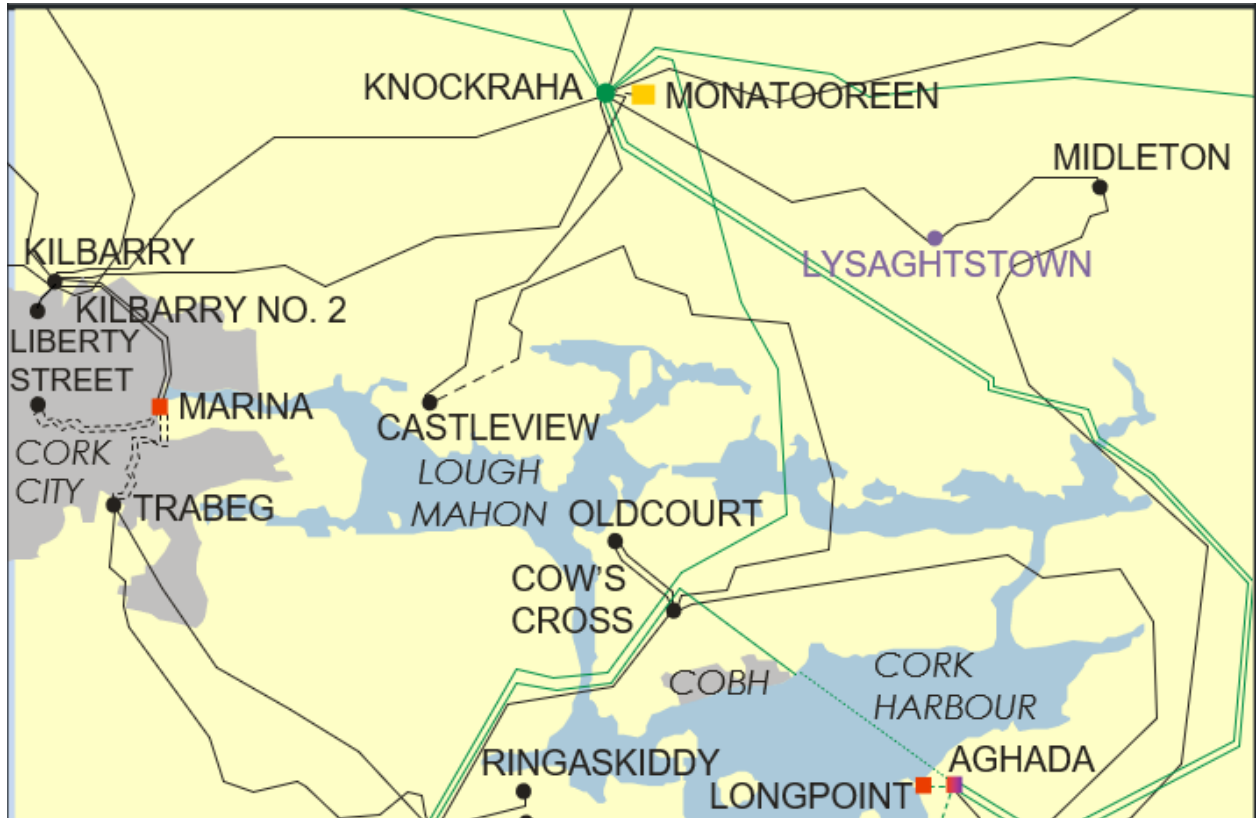 KNOCKRAHA
MONATOOREEN
MIDLETON
KILBARRY
LYSAGHTSTOWN
KILBARRY NO. 2
LIBERTY
STREET
MARINA
CASTLEVIEW
CORK
CITY
LOUGH
MAHON
TRABEG
OLDCOURT
COW'S
CROSS
COBH
CORK
HARBOUR
RINGASKIDDY
AGHADA
LONGPOINT